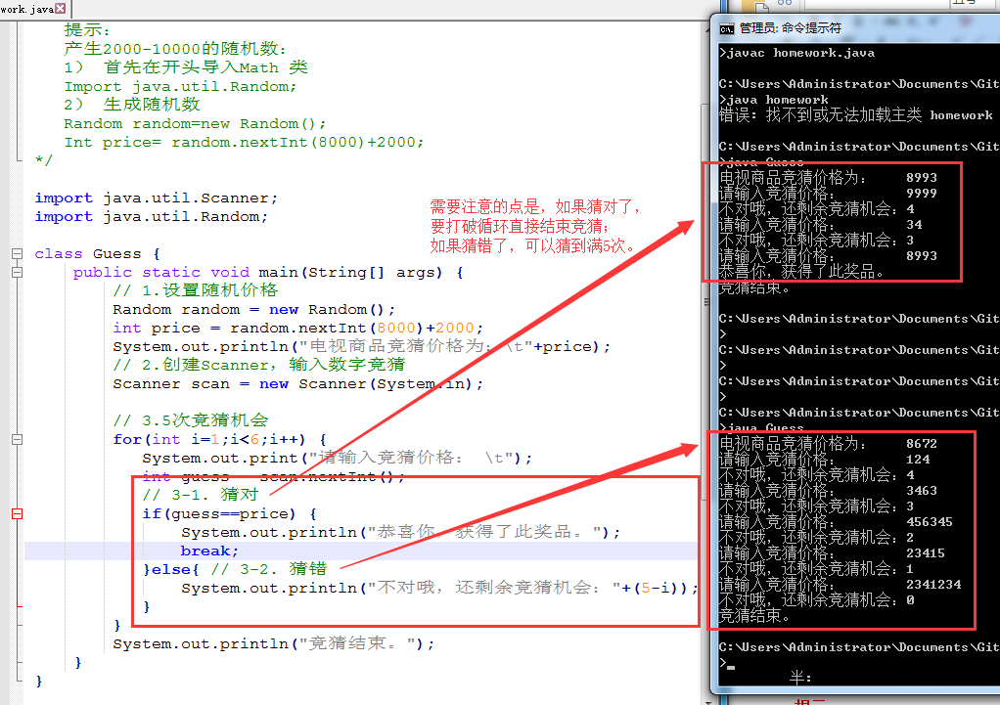 work.java
提示：
产生2000-10000的随机数：
1） 首先在开头导入Math 类
Import java.util.Random;
2） 生成随机数
Random random=new Random();
Int price= random.nextInt(8000)+2000;
*/
import java.util.Scanner;
import java.util.Random;
class Guess {
public static void main(String[] args) {
// 1.设置随机价格
Random random = new Random();
int price = random.nextInt(8000)+2000;
System.out.println("电视商品竞猜价格为：\t"+price);
// 2.创建Scanner，输入数字竞猜
Scanner scan = new Scanner(System.in);
// 3.5次竞猜机会
for(int i=1;i<6;i++) {
System.out.print("请输入竞猜价格： \t");
int guess = scan.nextInt();
// 3-1. 猜对
if(guess==price) {
System.out.println("恭喜你，获得了此奖品。");
break;
}else{ // 3-2. 猜错
System.out.println("不对哦，还剩余竞猜机会："+(5-i));
}
}
System.out.println("竞猜结束。");
}
}
需要注意的点是，如果猜对了，
要打破循环直接结束竞猜；
如果猜错了，可以猜到满5次。
管理员: 命令提示符
>javac homework.java
C:\Users\Administrator\Documents\Git
>java homework
错误: 找不到或无法加载主类 homework
C:\Users\Administrator\Documents\Git
>java Guess
电视商品竞猜价格为： 8993
请输入竞猜价格： 9999
不对哦，还剩余竞猜机会：4
请输入竞猜价格： 34
不对哦，还剩余竞猜机会：3
请输入竞猜价格： 8993
恭喜你，获得了此奖品。
竞猜结束。
C:\Users\Administrator\Documents\Git
>
C:\Users\Administrator\Documents\Git
>
C:\Users\Administrator\Documents\Git
>
C:\Users\Administrator\Documents\Git
>java Guess
电视商品竞猜价格为： 8672
请输入竞猜价格： 124
不对哦，还剩余竞猜机会：4
请输入竞猜价格： 3463
不对哦，还剩余竞猜机会：3
请输入竞猜价格： 456345
不对哦，还剩余竞猜机会：2
请输入竞猜价格： 23415
不对哦，还剩余竞猜机会：1
请输入竞猜价格： 2341234
不对哦，还剩余竞猜机会：0
竞猜结束。
C:\Users\Administrator\Documents\Git
>_
半：